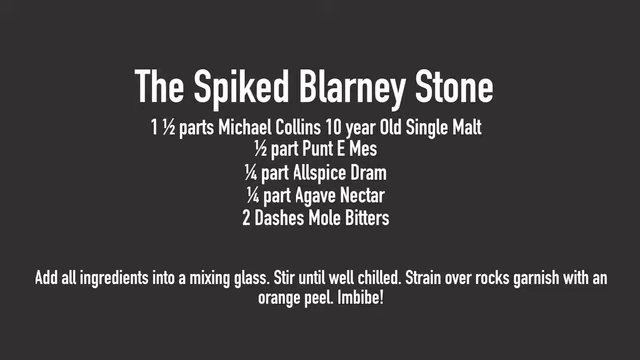 The Spiked Blarney Stone
1 ½ parts Michael Collins 10 year Old Single Malt
½ part Punt E Mes
¼ part Allspice Dram
¼ part Agave Nectar
2 Dashes Mole Bitters
Add all ingredients into a mixing glass. Stir until well chilled. Strain over rocks garnish with an
orange peel. Imbibe!